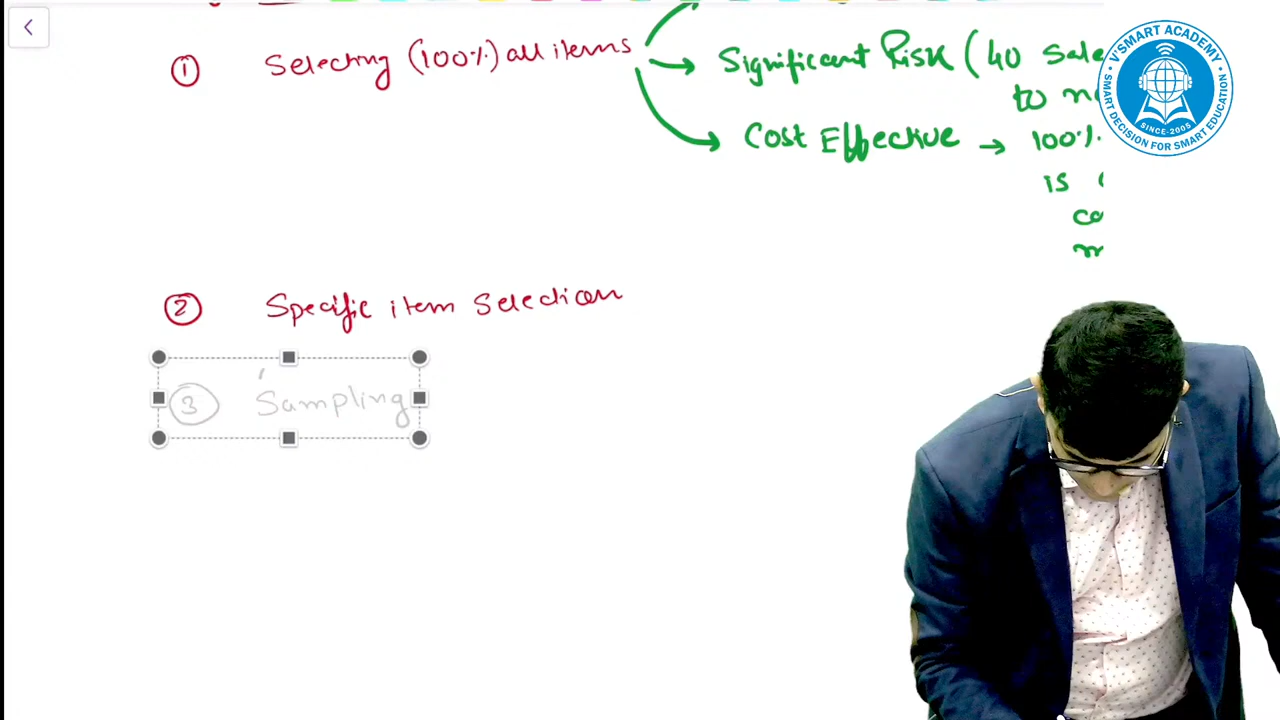 ① Selecting (100%) all items
Significant Risk (40 Sale
to
Cost Effective → 100%.
is
② Specific item Selection
③ Sampling
V'SMART ACADEMY
SINCE-2005
SMART DECISION FOR SMART EDUCATION